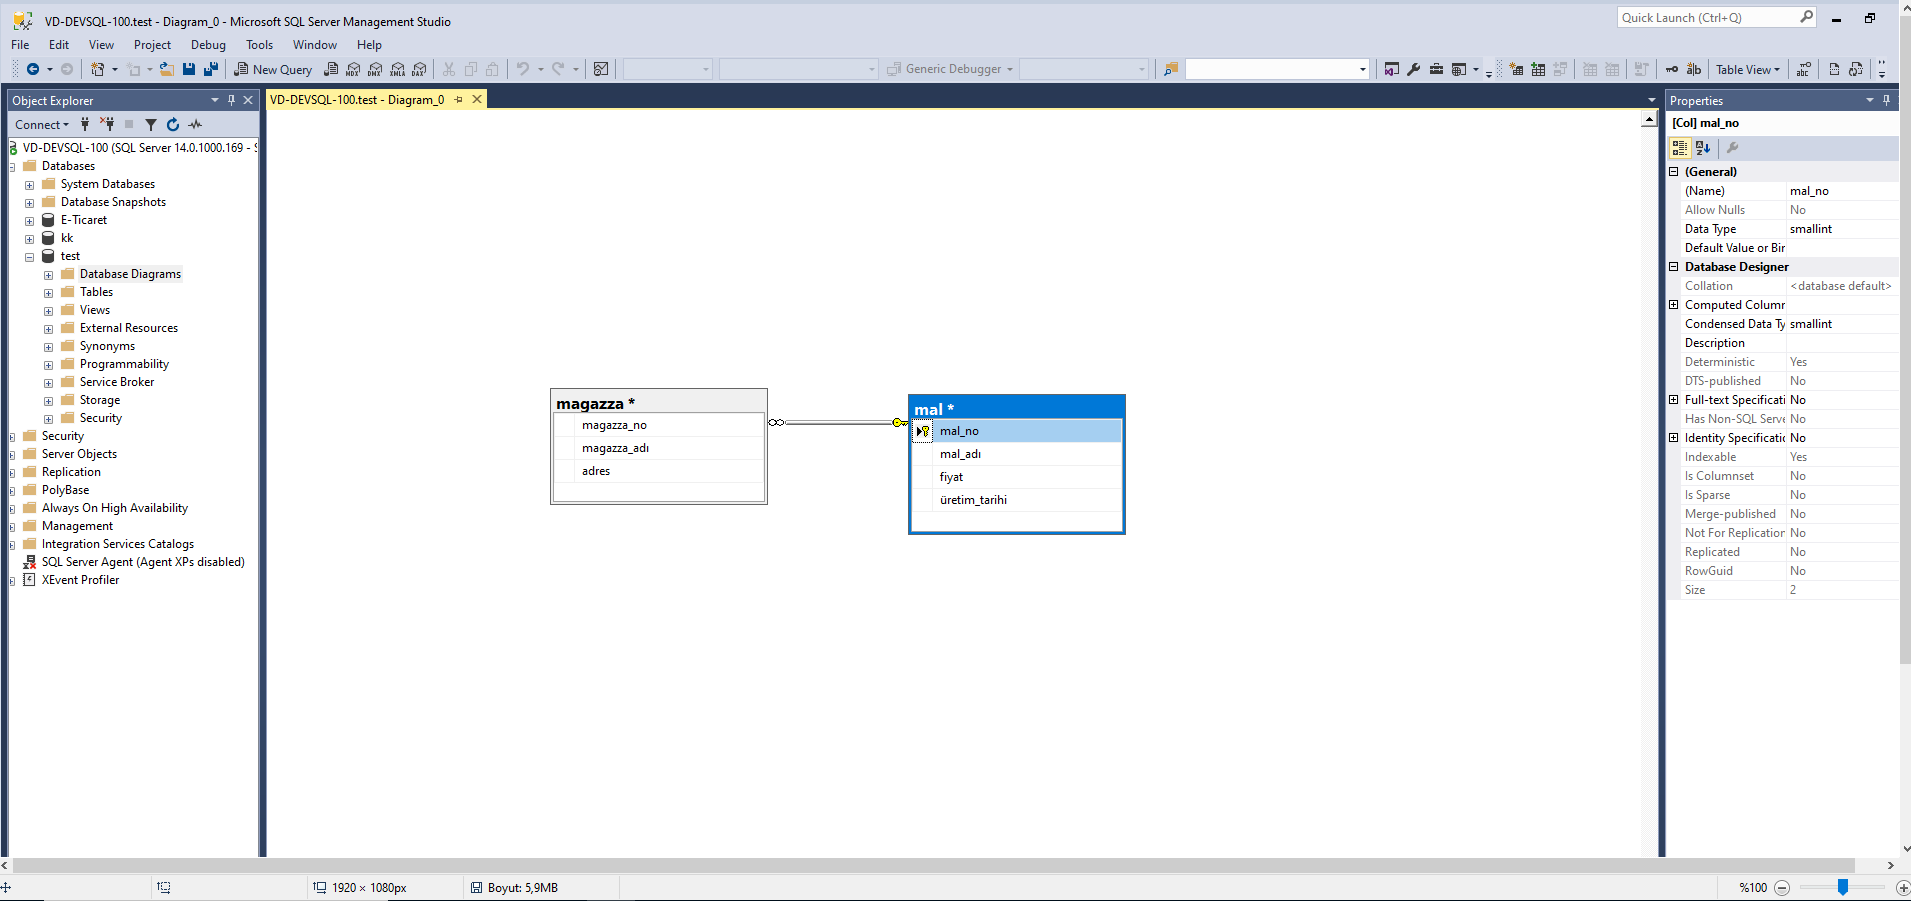 VD-DEVSQL-100.test - Diagram_0 - Microsoft SQL Server Management Studio
Quick Launch (Ctrl+Q)
File Edit View Project Debug Tools Window Help
New Query
MDX DMX XMLA DAX
Generic Debugger
Table View
Object Explorer
Connect
VD-DEVSQL-100 (SQL Server 14.0.1000.169 - S
Databases
System Databases
Database Snapshots
E-Ticaret
kk
test
Database Diagrams
Tables
Views
External Resources
Synonyms
Programmability
Service Broker
Storage
Security
Security
Server Objects
Replication
PolyBase
Always On High Availability
Management
Integration Services Catalogs
SQL Server Agent (Agent XPs disabled)
XEvent Profiler
VD-DEVSQL-100.test - Diagram_0
magazza *
magazza_no
magazza_adı
adres
mal *
mal_no
mal_adı
fiyat
üretim_tarihi
Properties
[Col] mal_no
(General)
(Name) mal_no
Allow Nulls No
Data Type smallint
Default Value or Bir
Database Designer
Collation <database default>
Computed Column
Condensed Data Ty smallint
Description
Deterministic Yes
DTS-published No
Full-text Specificati No
Has Non-SQL Serve No
Identity Specificatic No
Indexable Yes
Is Columnset No
Is Sparse No
Merge-published No
Not For Replication No
Replicated No
RowGuid No
Size 2
1920 × 1080px
Boyut: 5,9MB
%100